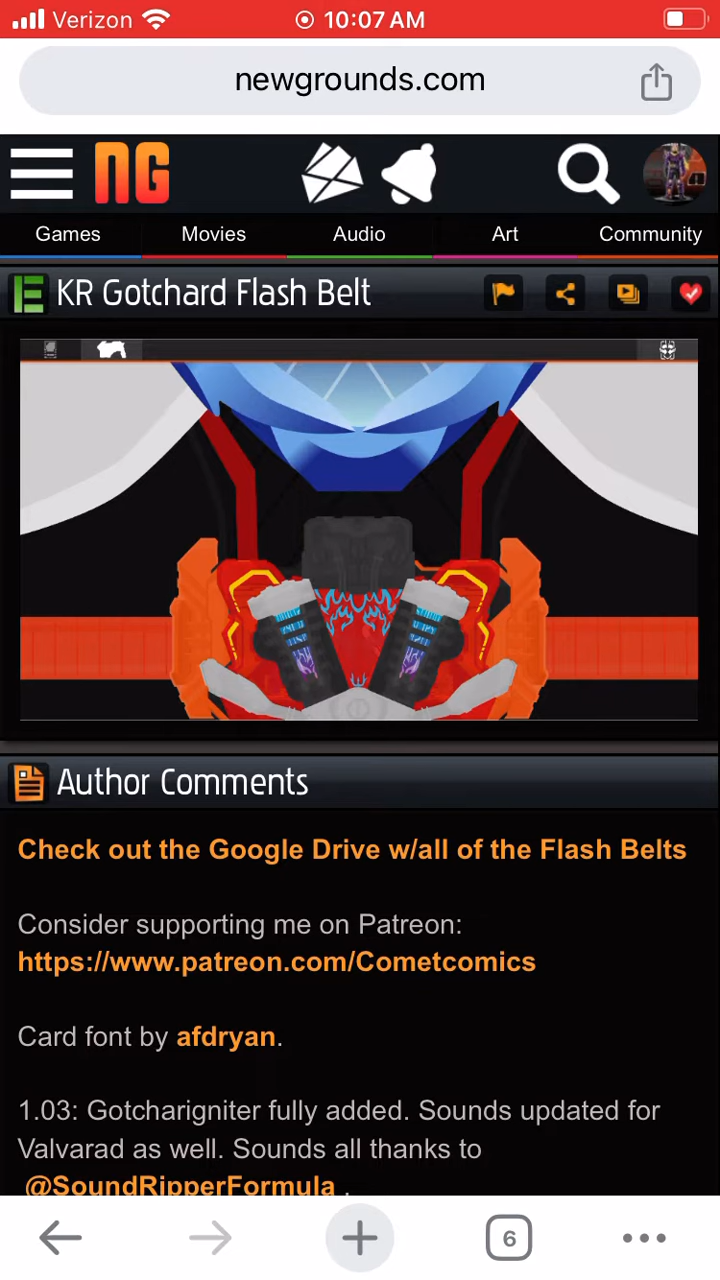 Verizon 10:07 AM
newgrounds.com
NG
Games Movies Audio Art Community
E KR Gotchard Flash Belt
Author Comments
Check out the Google Drive w/all of the Flash Belts
Consider supporting me on Patreon:
https://www.patreon.com/Cometcomics
Card font by afdryan.
1.03: Gotcharigniter fully added. Sounds updated for
Valvarad as well. Sounds all thanks to
@SoundRipperFormula .
6